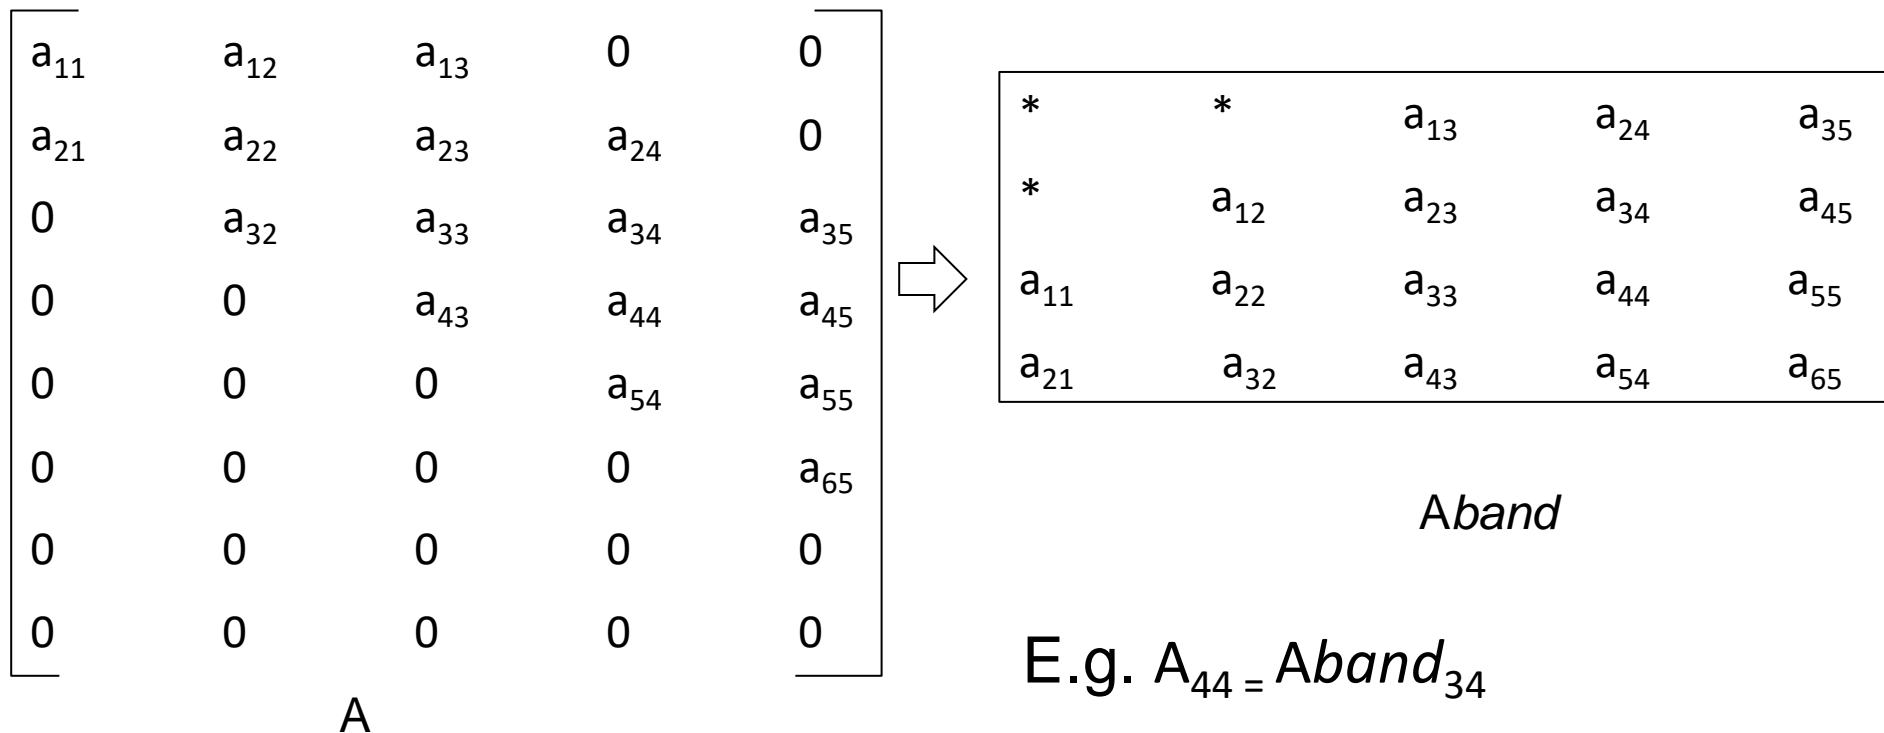 a₁₁ a₁₂ a₁₃ 0 0
a₂₁ a₂₂ a₂₃ a₂₄ 0
0 a₃₂ a₃₃ a₃₄ a₃₅
0 0 a₄₃ a₄₄ a₄₅
0 0 0 a₅₄ a₅₅
0 0 0 0 a₆₅
0 0 0 0 0
0 0 0 0 0
A
* * a₁₃ a₂₄ a₃₅
* a₁₂ a₂₃ a₃₄ a₄₅
a₁₁ a₂₂ a₃₃ a₄₄ a₅₅
a₂₁ a₃₂ a₄₃ a₅₄ a₆₅
Aband
E.g. A₄₄ = Aband₃₄